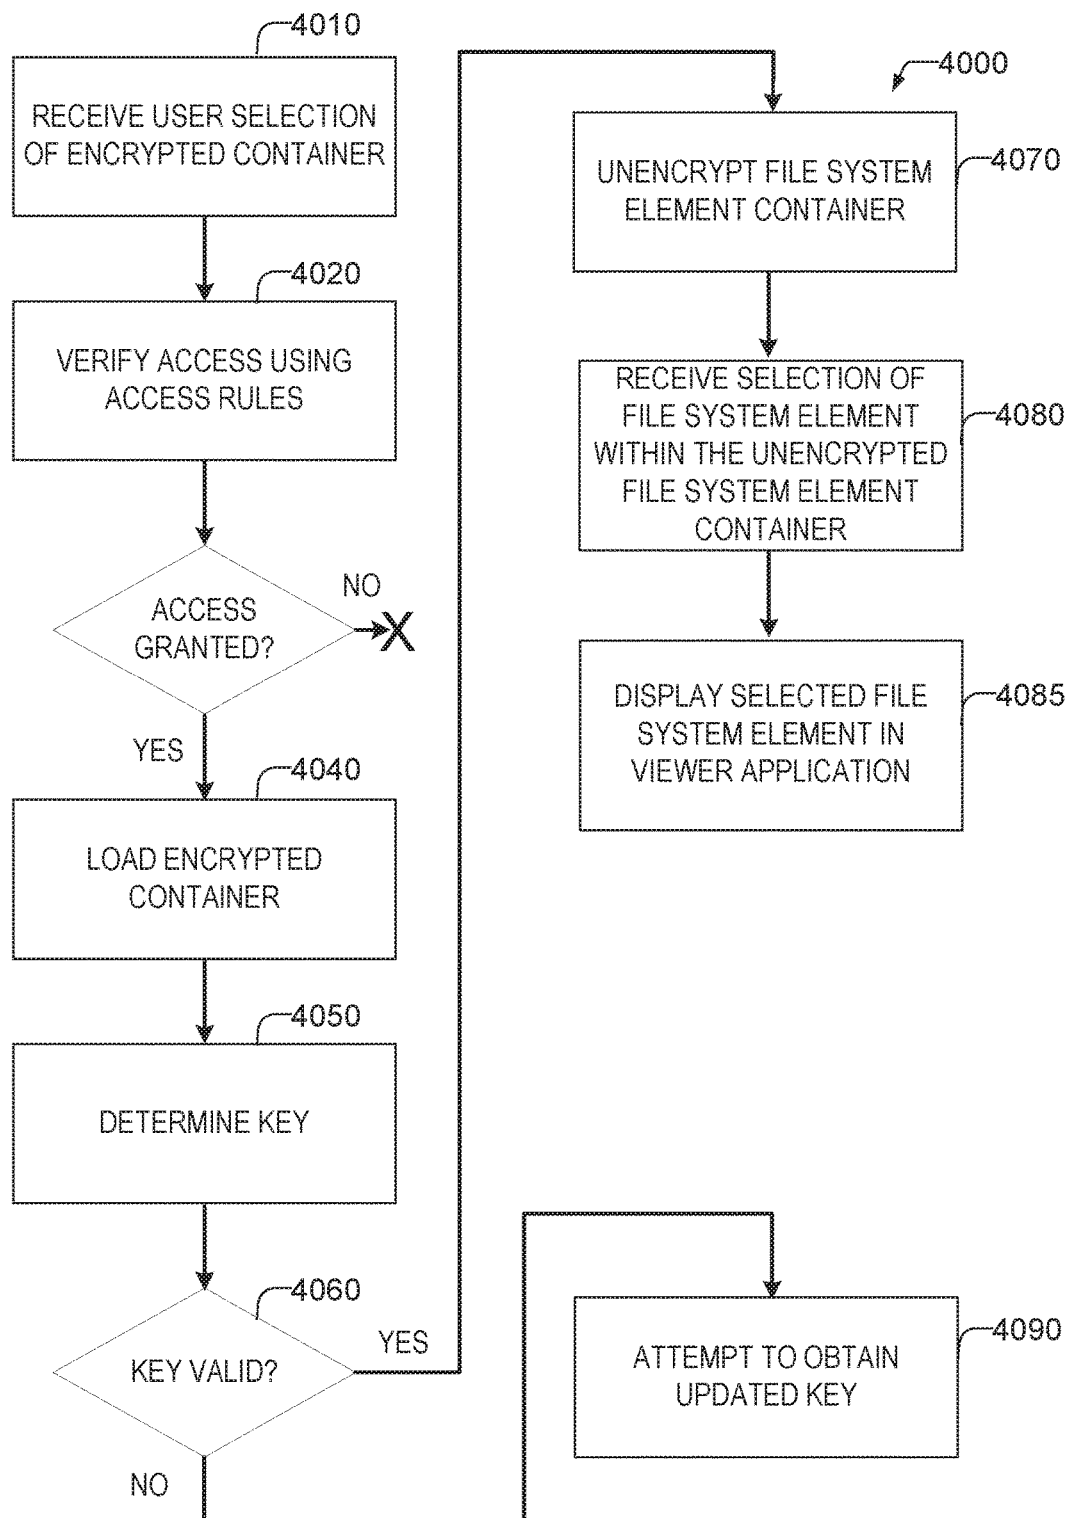 4010
RECEIVE USER SELECTION
OF ENCRYPTED CONTAINER
4020
VERIFY ACCESS USING
ACCESS RULES
ACCESS
GRANTED?
NO
X
YES
4040
LOAD ENCRYPTED
CONTAINER
4050
DETERMINE KEY
4060
KEY VALID?
YES
NO
4000
4070
UNENCRYPT FILE SYSTEM
ELEMENT CONTAINER
4080
RECEIVE SELECTION OF
FILE SYSTEM ELEMENT
WITHIN THE UNENCRYPTED
FILE SYSTEM ELEMENT
CONTAINER
4085
DISPLAY SELECTED FILE
SYSTEM ELEMENT IN
VIEWER APPLICATION
4090
ATTEMPT TO OBTAIN
UPDATED KEY